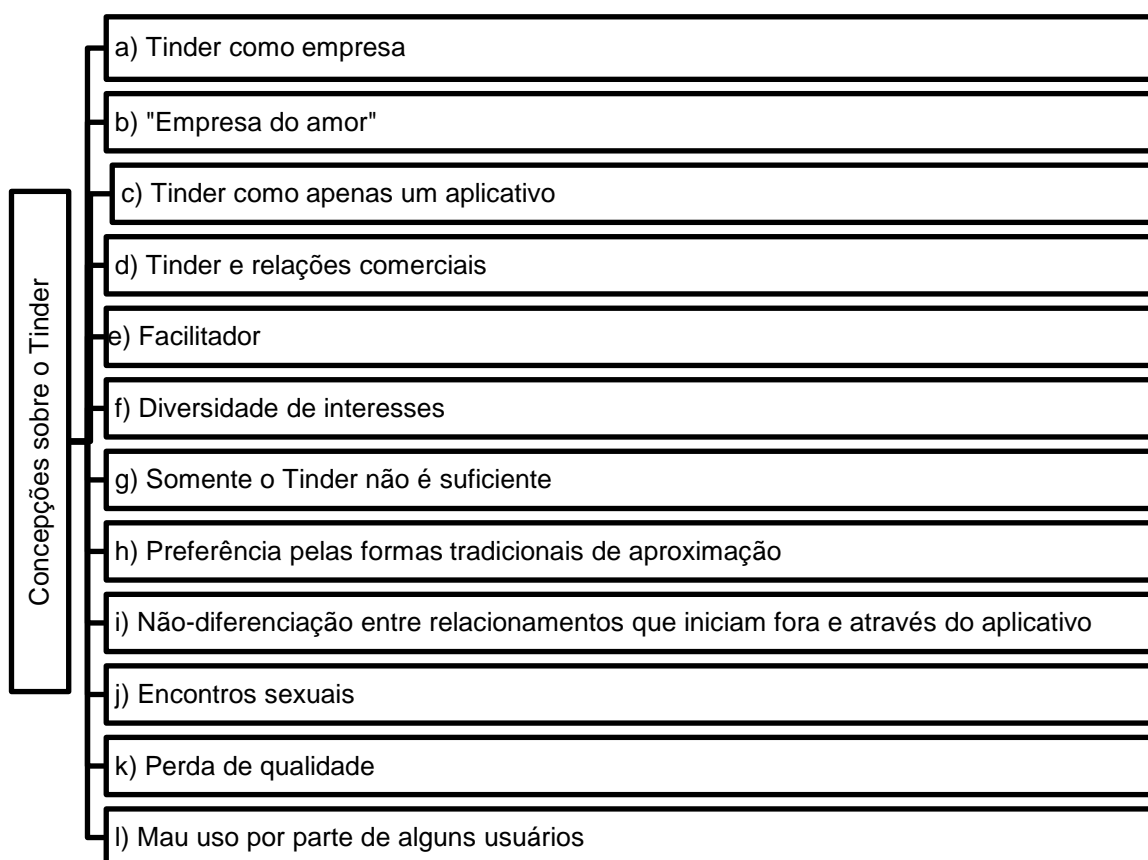 Concepções sobre o Tinder
a) Tinder como empresa
b) "Empresa do amor"
c) Tinder como apenas um aplicativo
d) Tinder e relações comerciais
e) Facilitador
f) Diversidade de interesses
g) Somente o Tinder não é suficiente
h) Preferência pelas formas tradicionais de aproximação
i) Não-diferenciação entre relacionamentos que iniciam fora e através do aplicativo
j) Encontros sexuais
k) Perda de qualidade
l) Mau uso por parte de alguns usuários